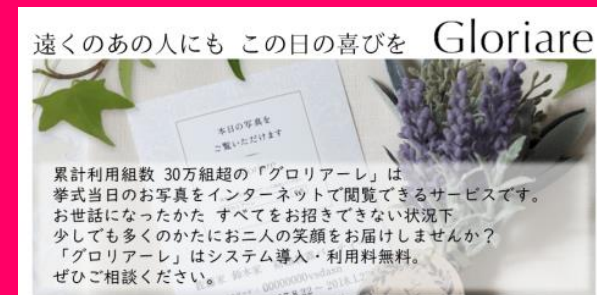 遠くのあの人にも この日の喜びを Gloriare
本日の写真を
ご覧いただけます
累計利用組数 30万組超の「グロリアーレ」は
挙式当日のお写真をインターネットで閲覧できるサービスです。
お世話になったかた すべてをお招きできない状況下
少しでも多くのかたにお二人の笑顔をお届けしませんか?
「グロリアーレ」はシステム導入・利用料無料。
ぜひご相談ください。